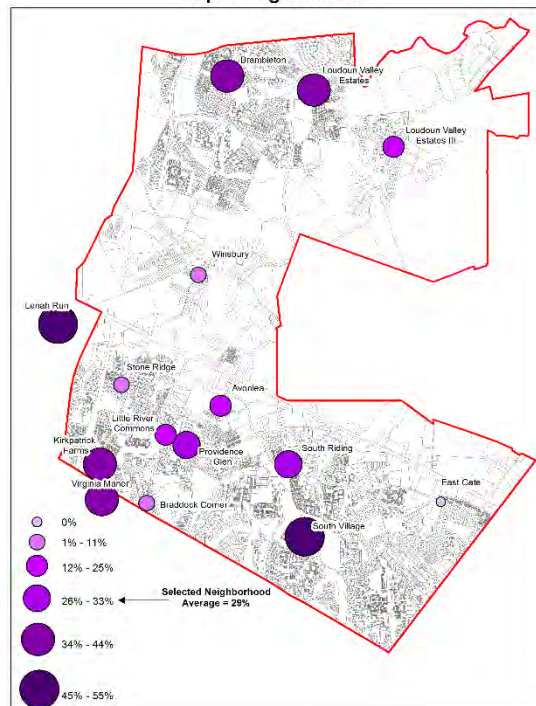 Brambleton
Loudoun Valley
Estates
Loudoun Valley
Estates III
Winsbury
Lenah Run
Stone Ridge
Avonlea
Little River
Commons
Kirkpatrick
Farms
Providence
Glen
South Riding
Virginia Manor
Braddock Corner
East Gate
South Village
0%
1% - 11%
12% - 25%
26% - 33%
Selected Neighborhood
Average = 29%
34% - 44%
45% - 55%